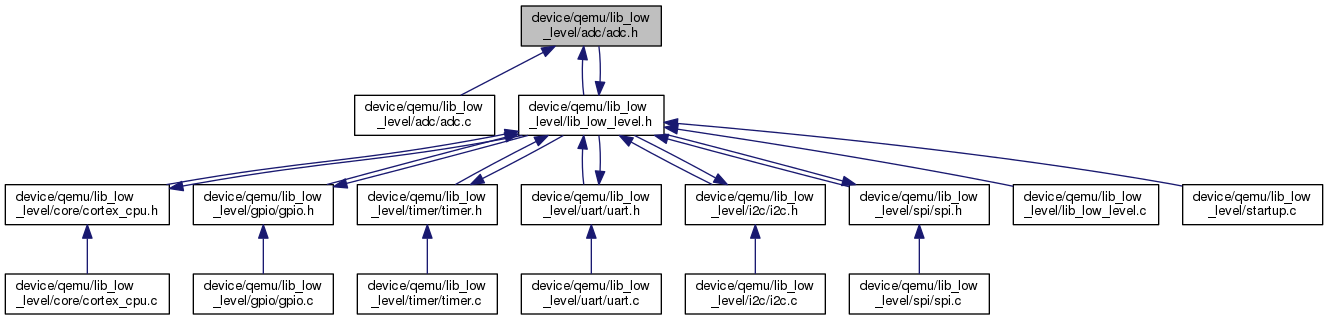 device/qemu/lib_low
_level/adc/adc.h
device/qemu/lib_low
_level/adc/adc.c
device/qemu/lib_low
_level/lib_low_level.h
device/qemu/lib_low
_level/core/cortex_cpu.h
device/qemu/lib_low
_level/gpio/gpio.h
device/qemu/lib_low
_level/timer/timer.h
device/qemu/lib_low
_level/uart/uart.h
device/qemu/lib_low
_level/i2c/i2c.h
device/qemu/lib_low
_level/spi/spi.h
device/qemu/lib_low
_level/lib_low_level.c
device/qemu/lib_low
_level/startup.c
device/qemu/lib_low
_level/core/cortex_cpu.c
device/qemu/lib_low
_level/gpio/gpio.c
device/qemu/lib_low
_level/timer/timer.c
device/qemu/lib_low
_level/uart/uart.c
device/qemu/lib_low
_level/i2c/i2c.c
device/qemu/lib_low
_level/spi/spi.c